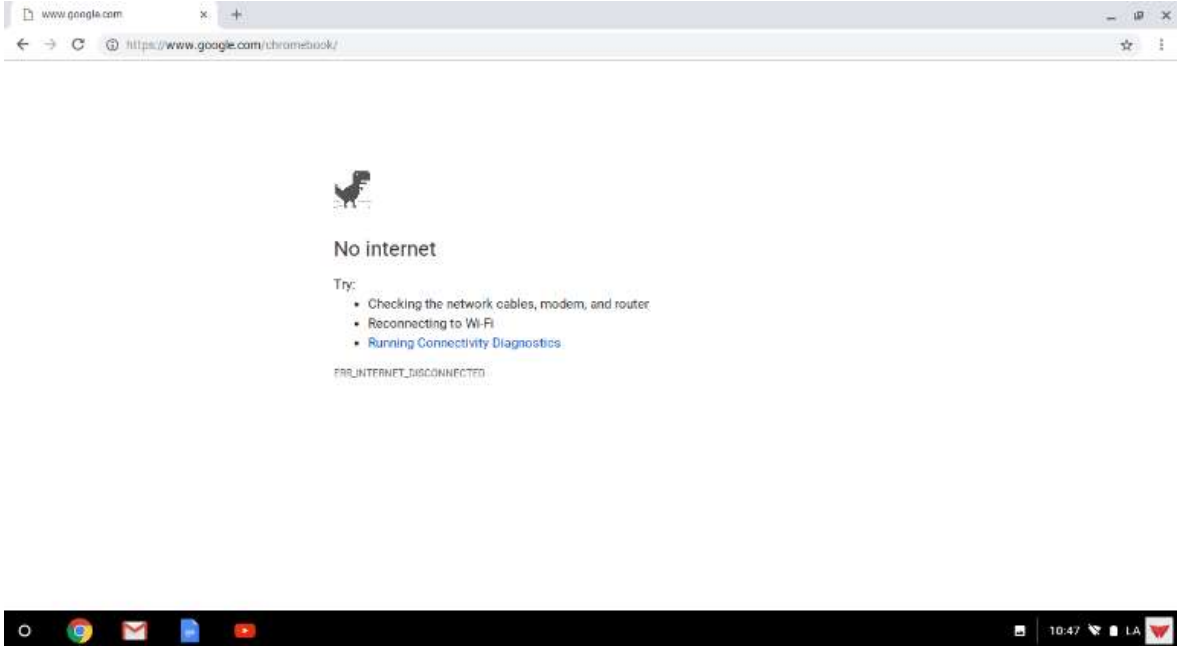 www.google.com
https://www.google.com/chromebook/
No internet
Try:
Checking the network cables, modem, and router
Reconnecting to Wi-Fi
Running Connectivity Diagnostics
ERR_INTERNET_DISCONNECTED
10:47 LA